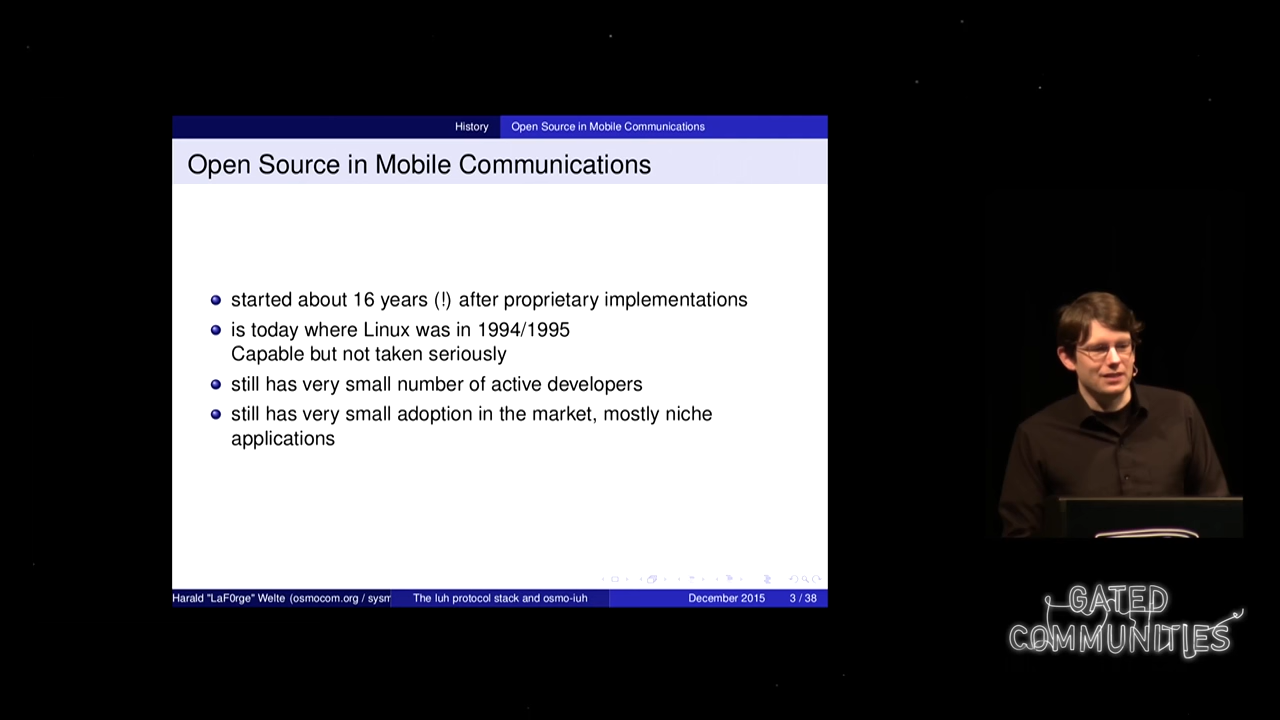 History Open Source in Mobile Communications
Open Source in Mobile Communications
started about 16 years (!) after proprietary implementations
is today where Linux was in 1994/1995
Capable but not taken seriously
still has very small number of active developers
still has very small adoption in the market, mostly niche
applications
Harald "LaF0rge" Welte (osmocom.org / sysm The Iuh protocol stack and osmo-iuh December 2015 3 / 38
GATED
COMMUNITIES